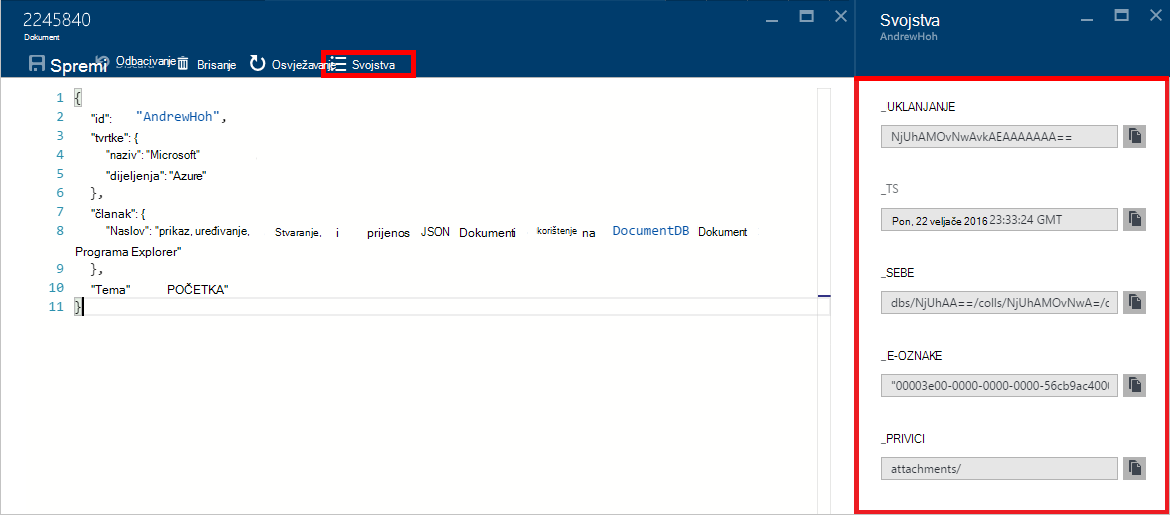 2245840
Dokument
Spremi Odbacivanje Brisanje Osvježavanje Svojstva
1 {
2 "id": "AndrewHoh",
3 "tvrtke": {
4 "naziv": "Microsoft"
5 "dijeljenja": "Azure"
6 },
7 "članak": {
8 "Naslov": "prikaz, uređivanje, Stvaranje, i prijenos JSON Dokumenti korištenje na DocumentDB Dokument
Programa Explorer"
9 },
10 "Tema" POČETKA"
11 }
Svojstva
AndrewHoh
_UKLANJANJE
NjUhAMOvNwAvkAEAAAAAAA==
_TS
Pon, 22 veljače 2016 23:33:24 GMT
_SEBE
dbs/NjUhAA==/colls/NjUhAMOvNwA=/c
_E-OZNAKE
"00003e00-0000-0000-0000-56cb9ac4000
_PRIVICI
attachments/